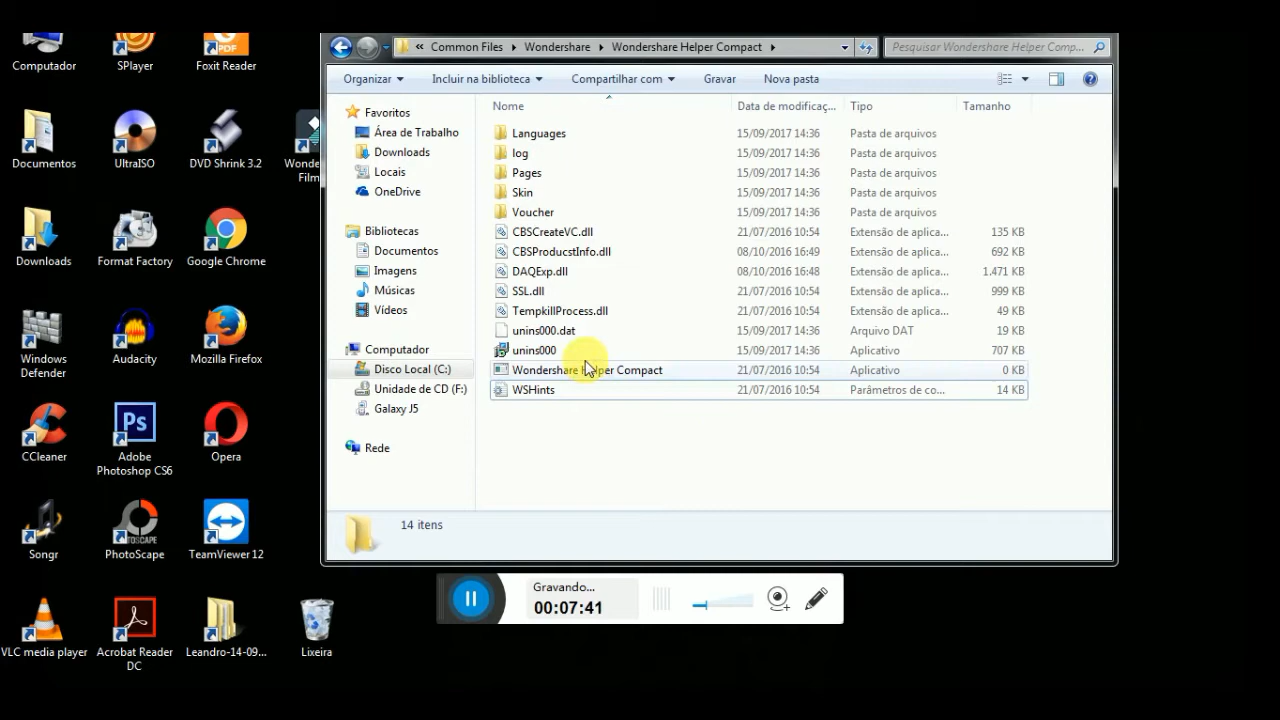 Computador
SPlayer
Foxit Reader
Documentos
UltraISO
DVD Shrink 3.2
Wonde
Film
Downloads
Format Factory
Google Chrome
Windows
Defender
Audacity
Mozilla Firefox
CCleaner
Ps
Adobe
Photoshop CS6
Opera
Songr
PhotoScape
TeamViewer 12
VLC media player
Acrobat Reader
DC
Leandro-14-09...
Lixeira
PDF
« Common Files Wondershare Wondershare Helper Compact
Pesquisar Wondershare Helper Comp...
Organizar Incluir na biblioteca Compartilhar com Gravar Nova pasta
Favoritos
Área de Trabalho
Downloads
Locais
OneDrive
Bibliotecas
Documentos
Imagens
Músicas
Vídeos
Computador
Disco Local (C:)
Unidade de CD (F:)
Galaxy J5
Rede
Nome Data de modificaç... Tipo Tamanho
Languages 15/09/2017 14:36 Pasta de arquivos
log 15/09/2017 14:36 Pasta de arquivos
Pages 15/09/2017 14:36 Pasta de arquivos
Skin 15/09/2017 14:36 Pasta de arquivos
Voucher 15/09/2017 14:36 Pasta de arquivos
CBSCreateVC.dll 21/07/2016 10:54 Extensão de aplica... 135 KB
CBSProducstInfo.dll 08/10/2016 16:49 Extensão de aplica... 692 KB
DAQExp.dll 08/10/2016 16:48 Extensão de aplica... 1.471 KB
SSL.dll 21/07/2016 10:54 Extensão de aplica... 999 KB
TempkillProcess.dll 21/07/2016 10:54 Extensão de aplica... 49 KB
unins000.dat 15/09/2017 14:36 Arquivo DAT 19 KB
unins000 15/09/2017 14:36 Aplicativo 707 KB
Wondershare Helper Compact 21/07/2016 10:54 Aplicativo 0 KB
WSHints 21/07/2016 10:54 Parâmetros de co... 14 KB
14 itens
Gravando...
00:07:41